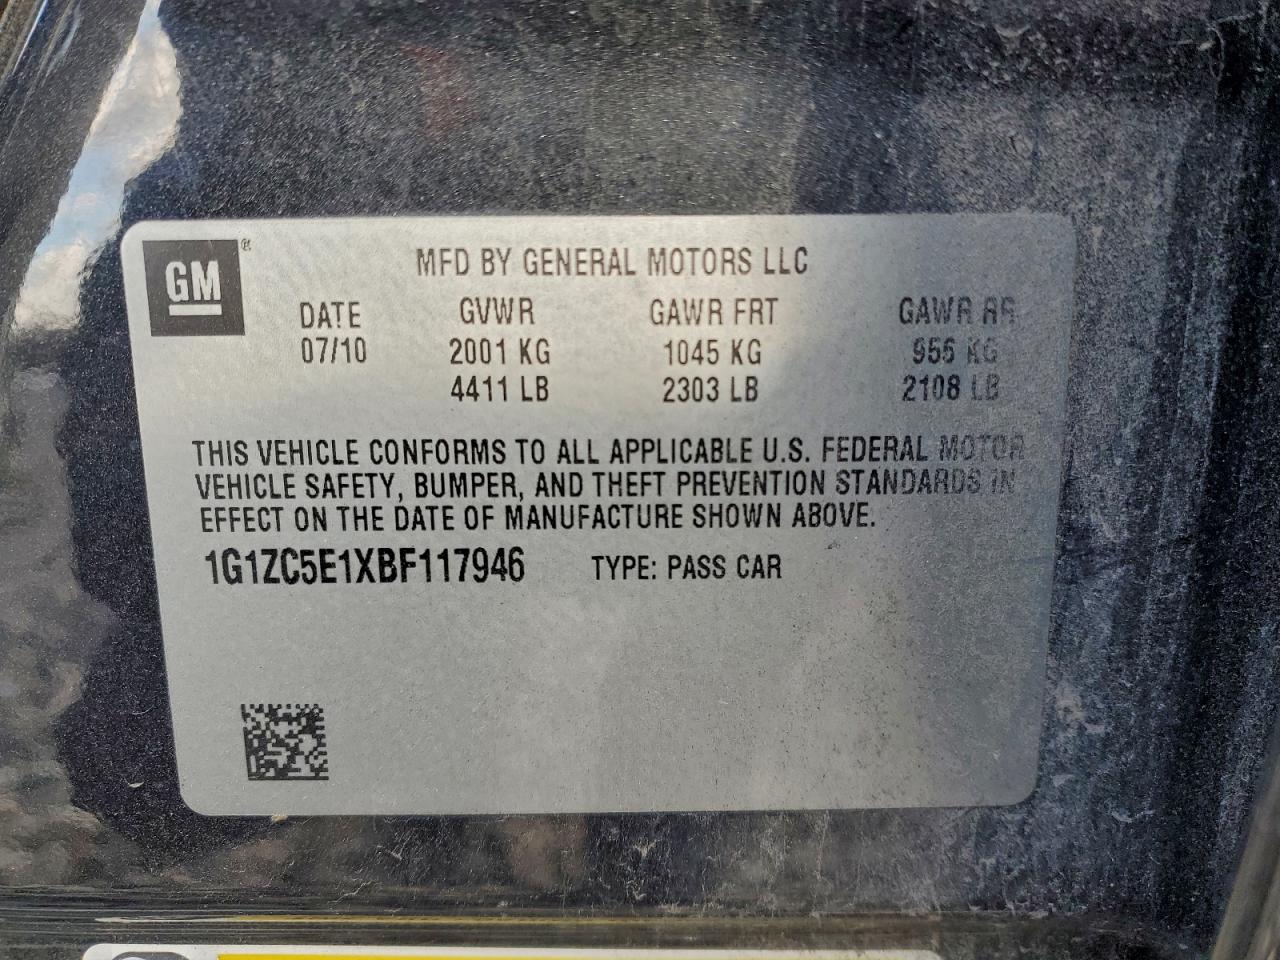 GM®
MFD BY GENERAL MOTORS LLC
DATE GVWR GAWR FRT GAWR RR
07/10 2001 KG 1045 KG 956 KG
4411 LB 2303 LB 2108 LB
THIS VEHICLE CONFORMS TO ALL APPLICABLE U.S. FEDERAL MOTOR
VEHICLE SAFETY, BUMPER, AND THEFT PREVENTION STANDARDS IN
EFFECT ON THE DATE OF MANUFACTURE SHOWN ABOVE.
1G1ZC5E1XBF117946 TYPE: PASS CAR